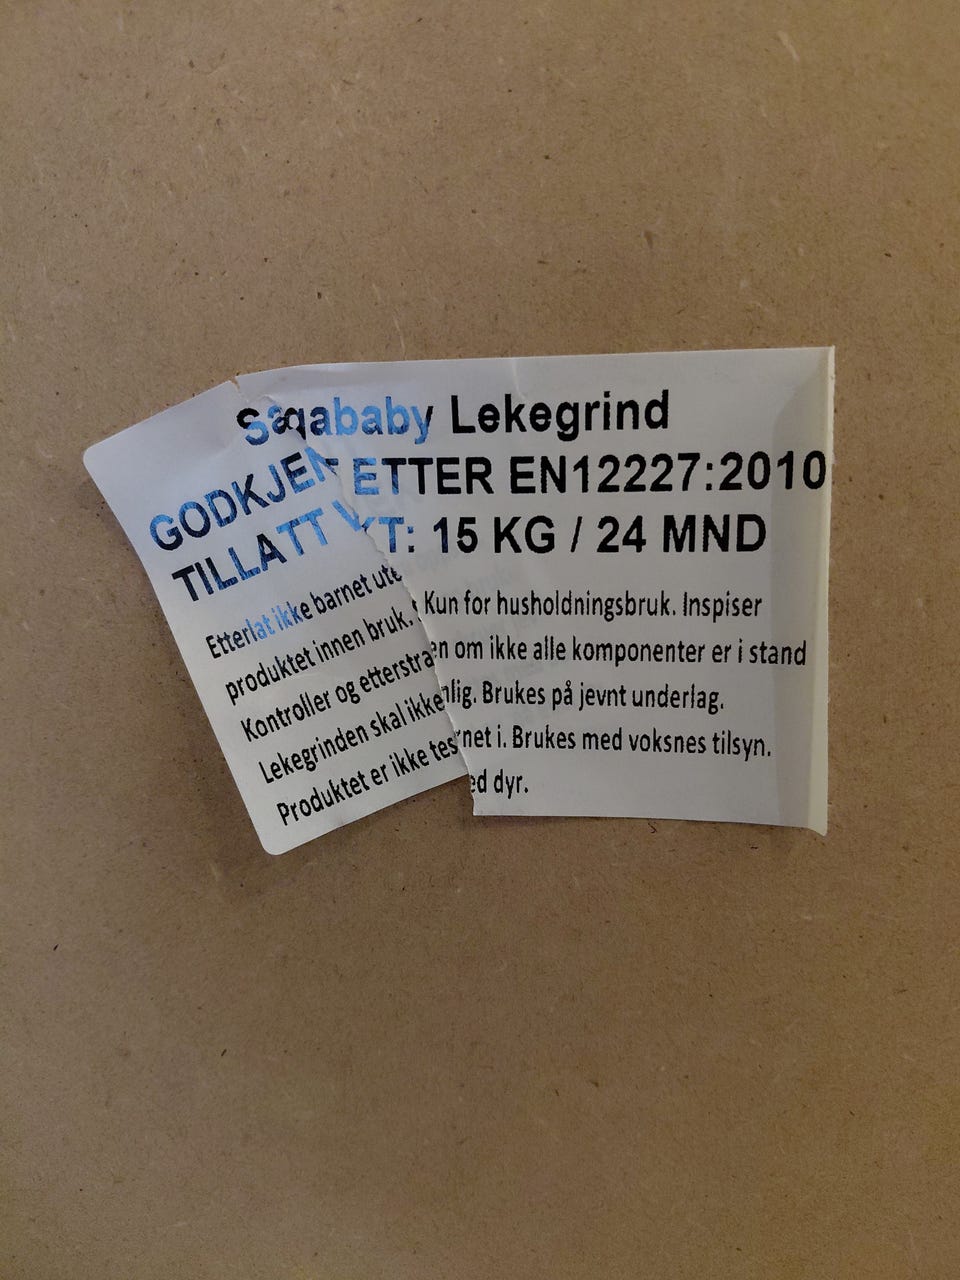 Sagababy Lekegrind
GODKJEN ETTER EN12227:2010
TILLATT VKT: 15 KG / 24 MND
Etterlat ikke barnet ute Kun for husholdningsbruk. Inspiser
produktet innen bruk. en om ikke alle komponenter er i stand
Kontroller og etterstra nlig. Brukes på jevnt underlag.
Lekegrinden skal ikke rnet i. Brukes med voksnes tilsyn.
Produktet er ikke tes ed dyr.